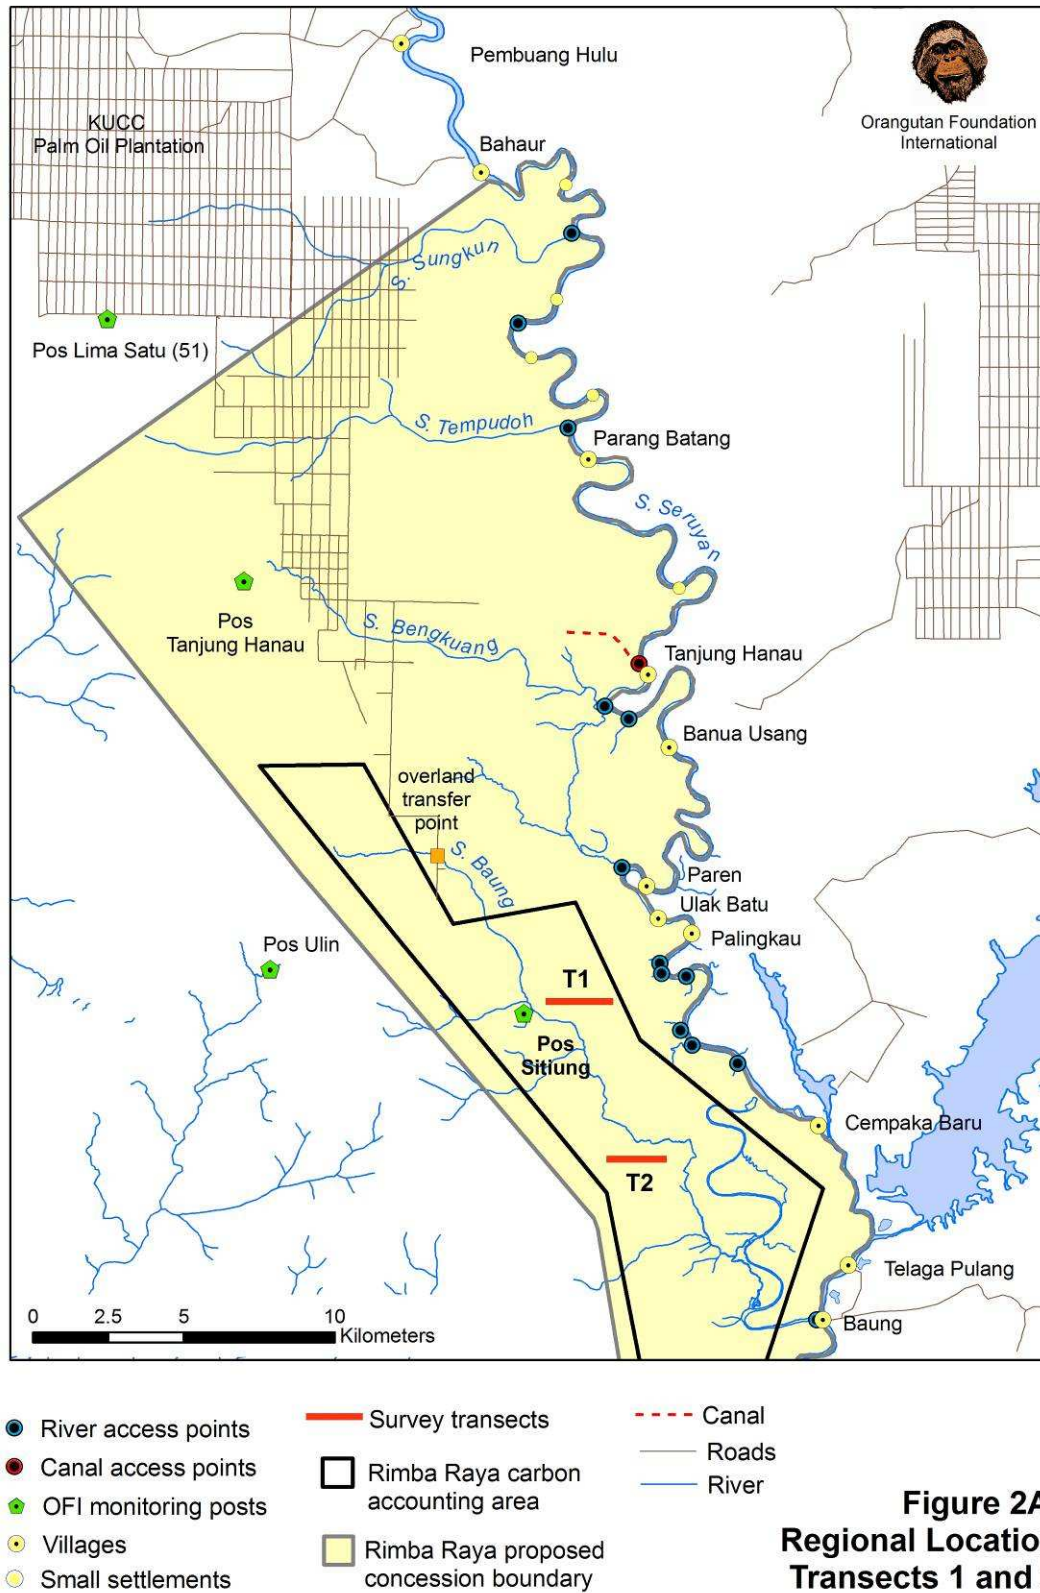 Pembuang Hulu
Orangutan Foundation
International
KUCC
Palm Oil Plantation
Bahaur
S. Sungkun
Pos Lima Satu (51)
S. Tempudoh
Parang Batang
S. Seruyan
Pos
Tanjung Hanau
S. Bengkuang
Tanjung Hanau
Banua Usang
overland
transfer
point
S. Baung
Paren
Ulak Batu
Palingkau
Pos Ulin
T1
Pos
Sitiung
Cempaka Baru
T2
Telaga Pulang
Baung
0 2.5 5 10
Kilometers
River access points
Canal access points
OFI monitoring posts
Villages
Small settlements
Survey transects
Rimba Raya carbon
accounting area
Rimba Raya proposed
concession boundary
Canal
Roads
River
Figure 2A
Regional Locatio
Transects 1 and